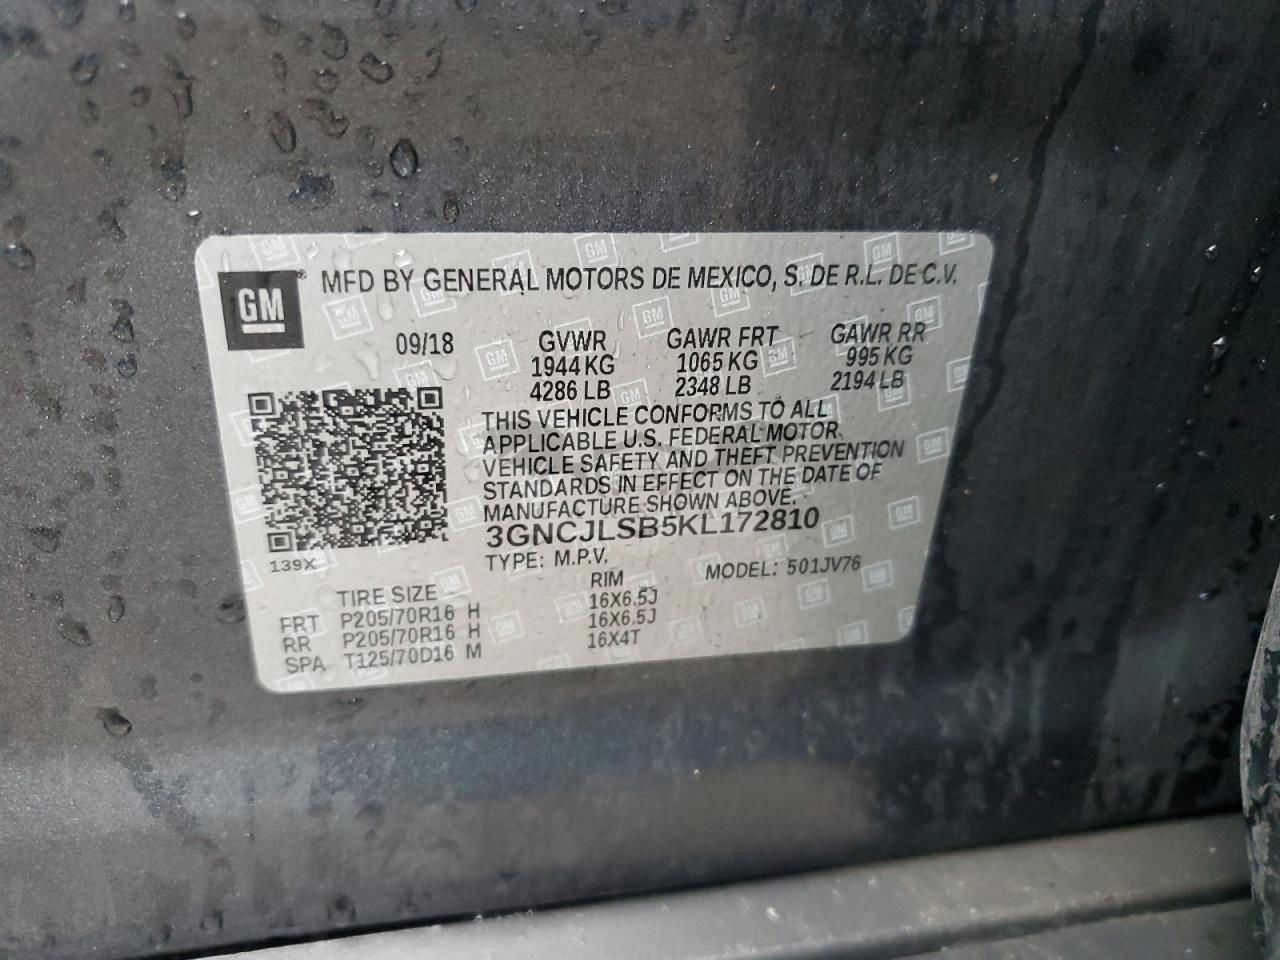 GM ® MFD BY GENERAL MOTORS DE MEXICO, S. DE R.L. DE C.V.
09/18 GVWR GAWR FRT GAWR RR
1944 KG 1065 KG 995 KG
4286 LB 2348 LB 2194 LB
THIS VEHICLE CONFORMS TO ALL
APPLICABLE U.S. FEDERAL MOTOR
VEHICLE SAFETY AND THEFT PREVENTION
STANDARDS IN EFFECT ON THE DATE OF
MANUFACTURE SHOWN ABOVE.
3GNCJLSB5KL172810
139X TYPE: M.P.V. MODEL: 501JV76
TIRE SIZE RIM
FRT P205/70R16 H 16X6.5J
RR P205/70R16 H 16X6.5J
SPA T125/70D16 M 16X4T